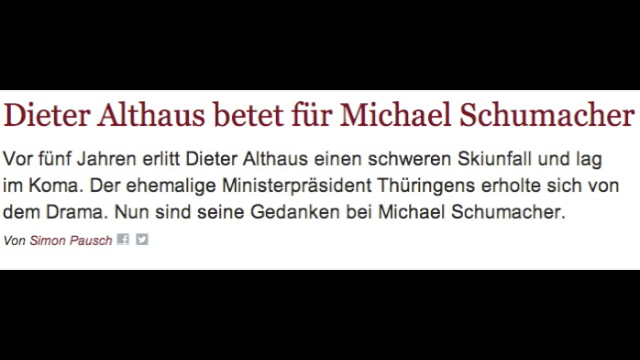 Dieter Althaus betet für Michael Schumacher
Vor fünf Jahren erlitt Dieter Althaus einen schweren Skiunfall und lag
im Koma. Der ehemalige Ministerpräsident Thüringens erholte sich von
dem Drama. Nun sind seine Gedanken bei Michael Schumacher.
Von Simon Pausch